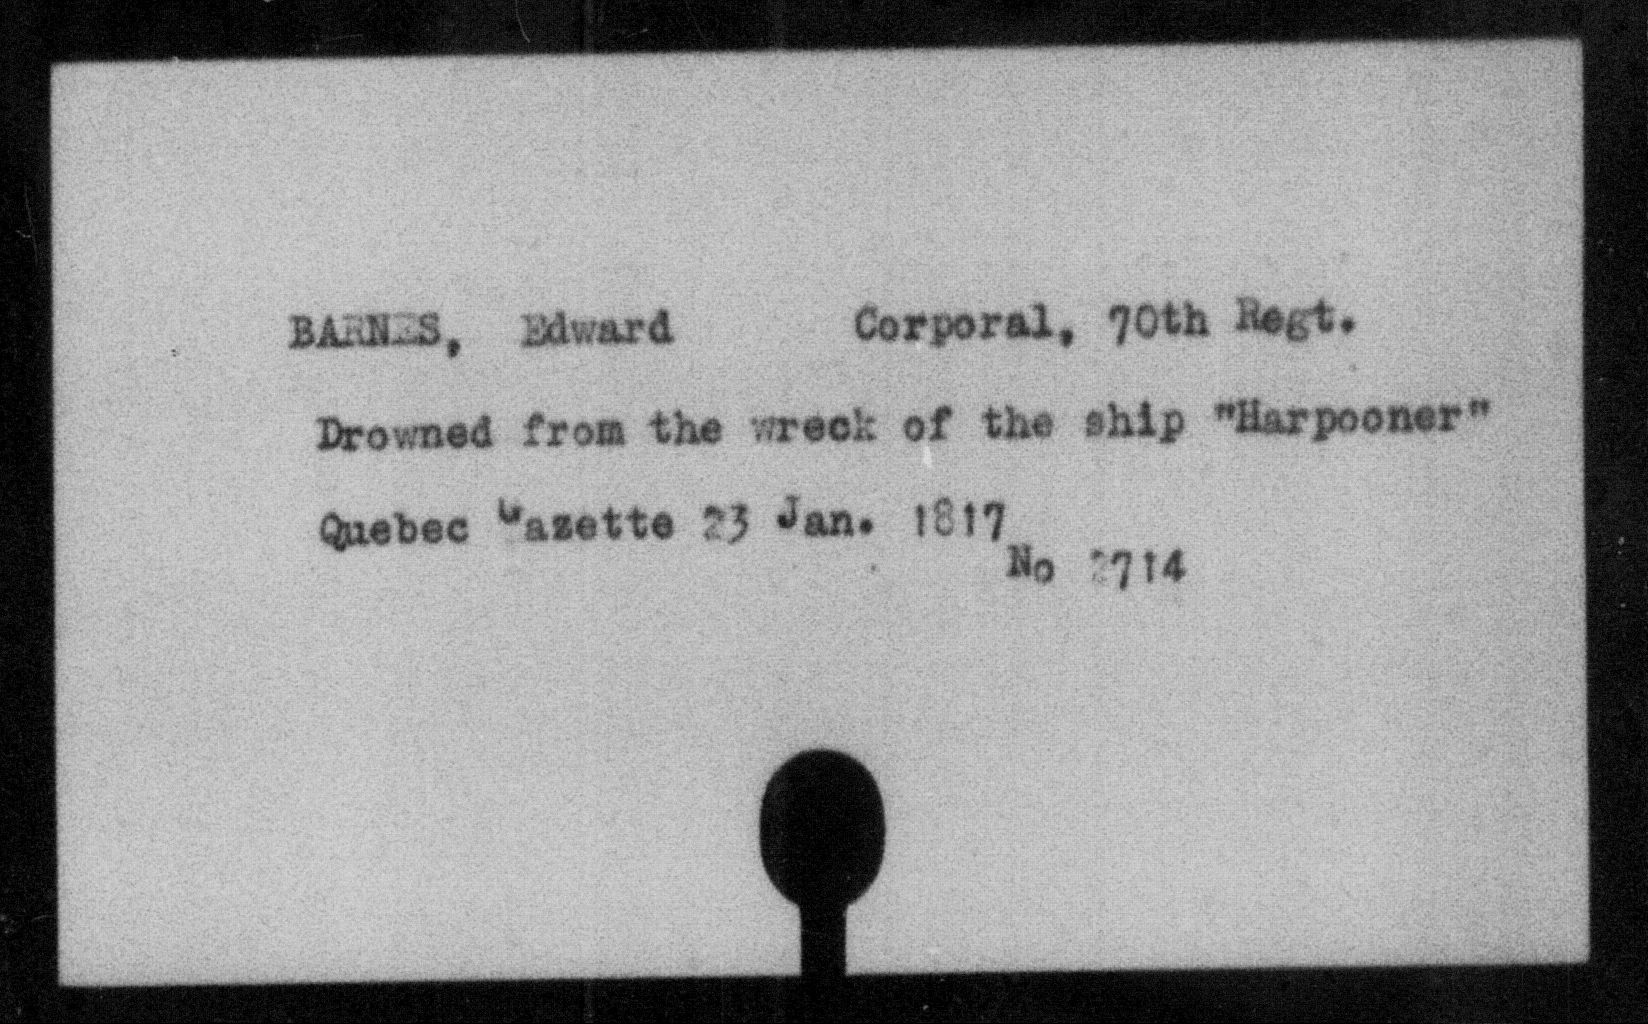 BARNES, Edward Corporal, 70th Regt.
Drowned from the wreck of the ship "Harpooner"
Quebec Gazette 23 Jan. 1817
No 2714